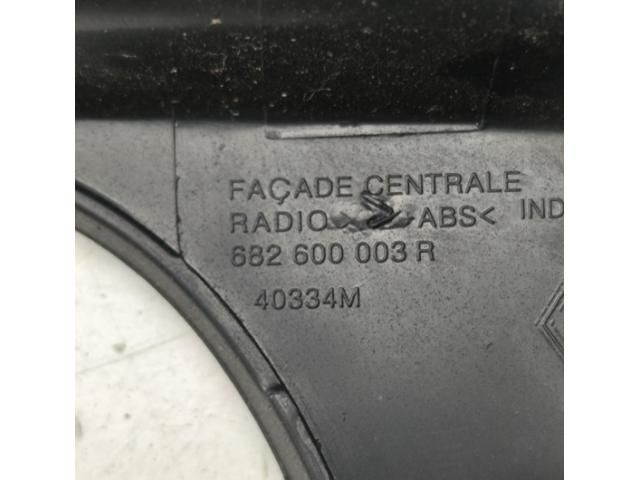 FAÇADE CENTRALE
RADIO ABS< IND
682 600 003 R
40334M